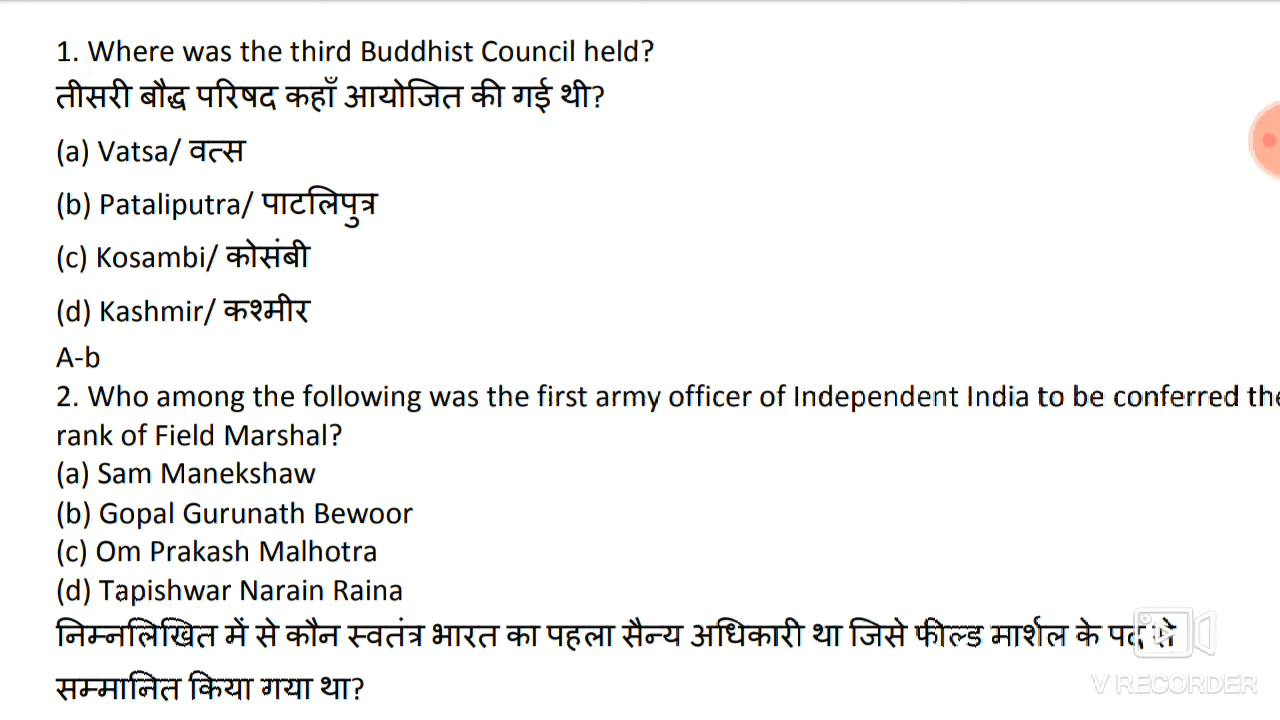 1. Where was the third Buddhist Council held?
तीसरी बौद्ध परिषद कहाँ आयोजित की गई थी?
(a) Vatsa/ वत्स
(b) Pataliputra/ पाटलिपुत्र
(c) Kosambi/ कोसंबी
(d) Kashmir/ कश्मीर
A-b
2. Who among the following was the first army officer of Independent India to be conferred the
rank of Field Marshal?
(a) Sam Manekshaw
(b) Gopal Gurunath Bewoor
(c) Om Prakash Malhotra
(d) Tapishwar Narain Raina
निम्नलिखित में से कौन स्वतंत्र भारत का पहला सैन्य अधिकारी था जिसे फील्ड मार्शल के पद से
सम्मानित किया गया था?
V RECORDER